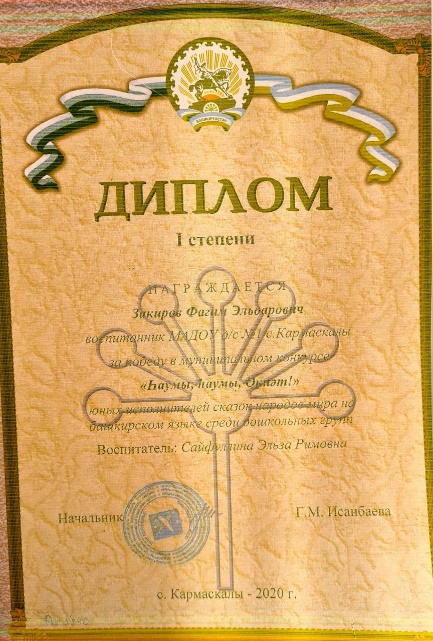 ДИПЛОМ
I степени
НАГРАЖДАЕТСЯ
Закиров Фагим Эльдарович
воспитанник МАДОУ д/с №1 с. Кармаскалы
за победу в муниципальном конкурсе
«Һаумы, һаумы, Әкиәт!»
юных исполнителей сказок народов мира на
башкирском языке среди дошкольных групп
Воспитатель: Сайфуллина Эльза Римовна
Начальник
Г.М. Исанбаева
с. Кармаскалы - 2020 г.